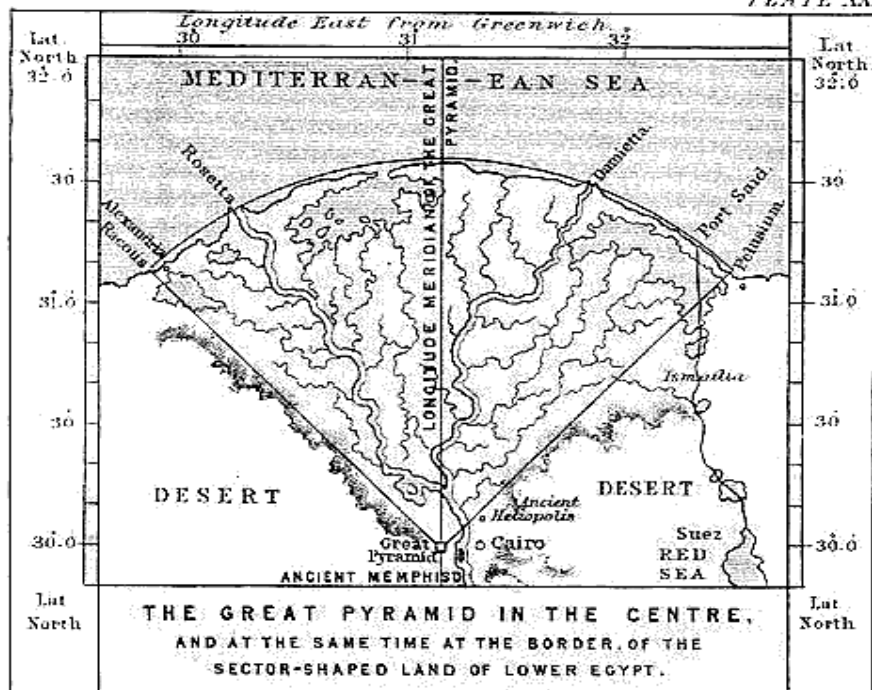 Longitude East from Greenwich.
30 31 32
Lat.
North
32°0
Lat.
North
32°0
MEDITERRAN—EAN SEA
LONGITUDE MERIDIAN OF THE GREAT
PYRAMID.
30
30
Rosetta
Damietta
Alexandria
Racous
Port Said.
Pelusium.
31°0
31°0
Ismailia
30
30
DESERT
DESERT
Ancient
Heliopolis
30°0
Great
Pyramid
Cairo
Suez
RED
SEA
30°0
ANCIENT MEMPHIS
Lat.
North
Lat.
North
THE GREAT PYRAMID IN THE CENTRE,
AND AT THE SAME TIME AT THE BORDER, OF THE
SECTOR-SHAPED LAND OF LOWER EGYPT.